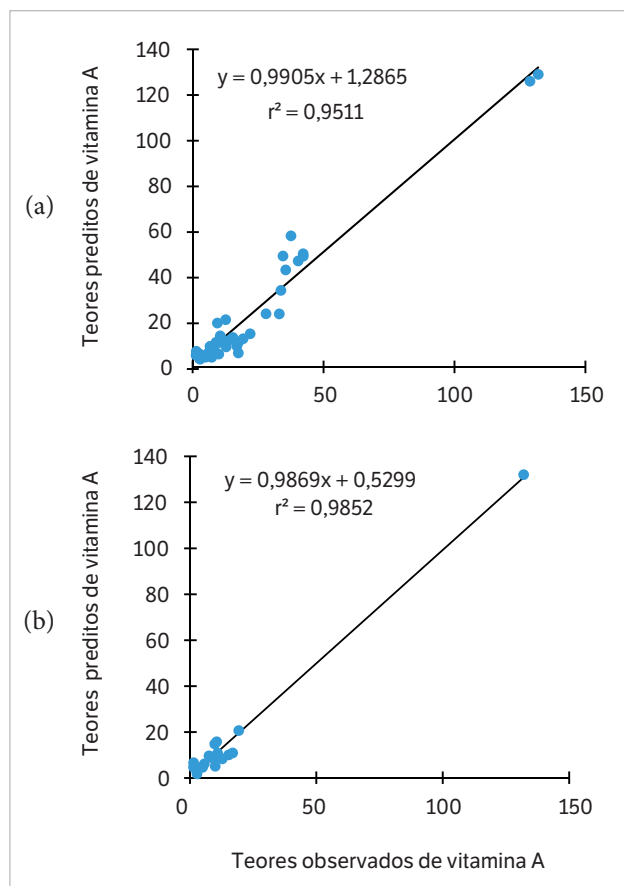 (a)
Teores preditos de vitamina A
140
120
100
80
60
40
20
0
y = 0,9905x + 1,2865
r² = 0,9511
0 50 100 150
(b)
Teores preditos de vitamina A
140
120
100
80
60
40
20
0
y = 0,9869x + 0,5299
r² = 0,9852
0 50 100 150
Teores observados de vitamina A